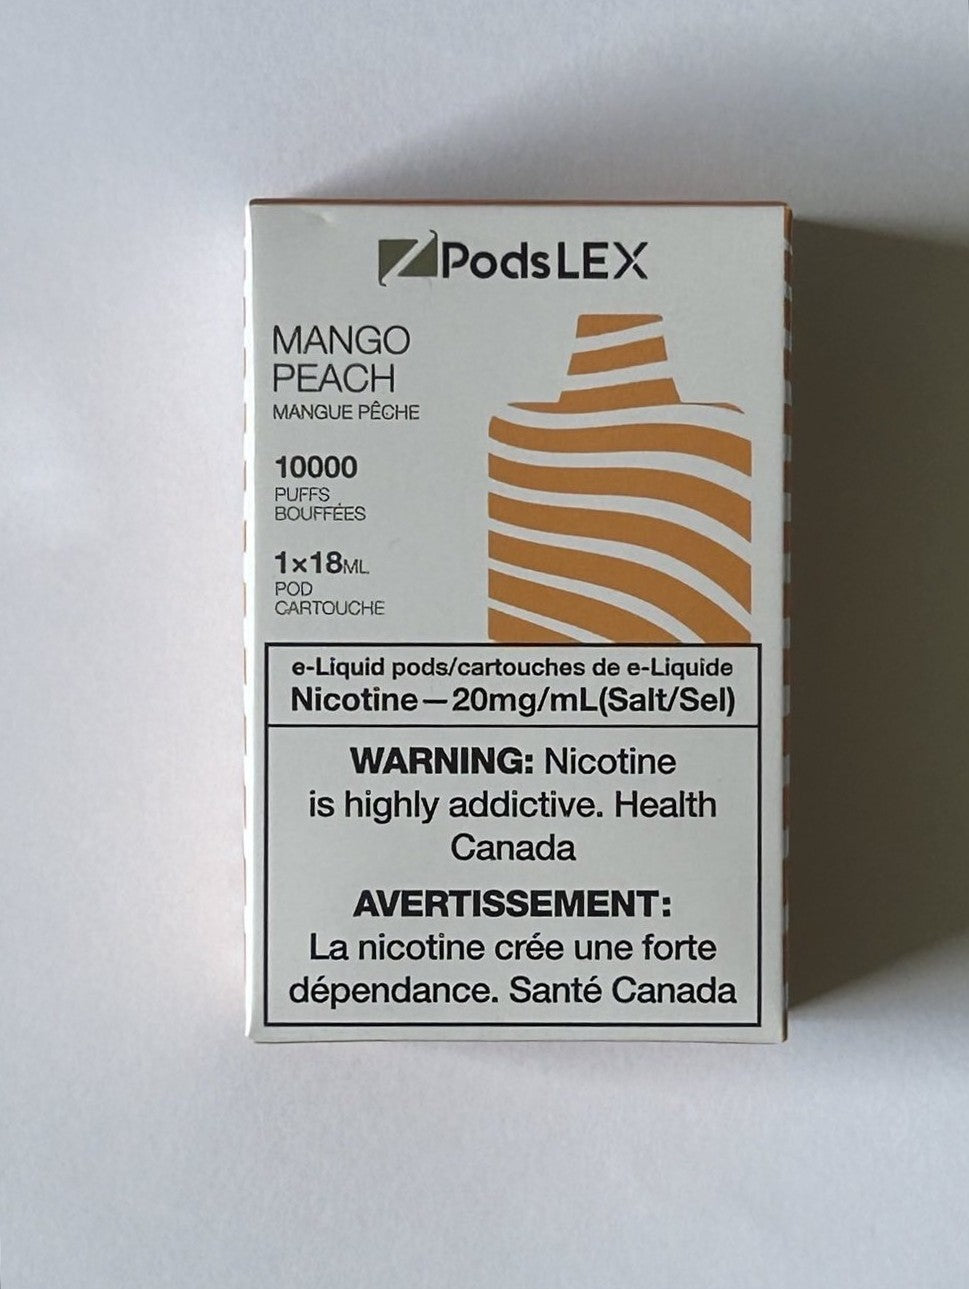 ZPodsLEX
MANGO
PEACH
MANGUE PÊCHE
10000
PUFFS
BOUFFÉES
1×18ML
POD
CARTOUCHE
e-Liquid pods/cartouches de e-Liquide
Nicotine—20mg/mL(Salt/Sel)
WARNING: Nicotine
is highly addictive. Health
Canada
AVERTISSEMENT:
La nicotine crée une forte
dépendance. Santé Canada